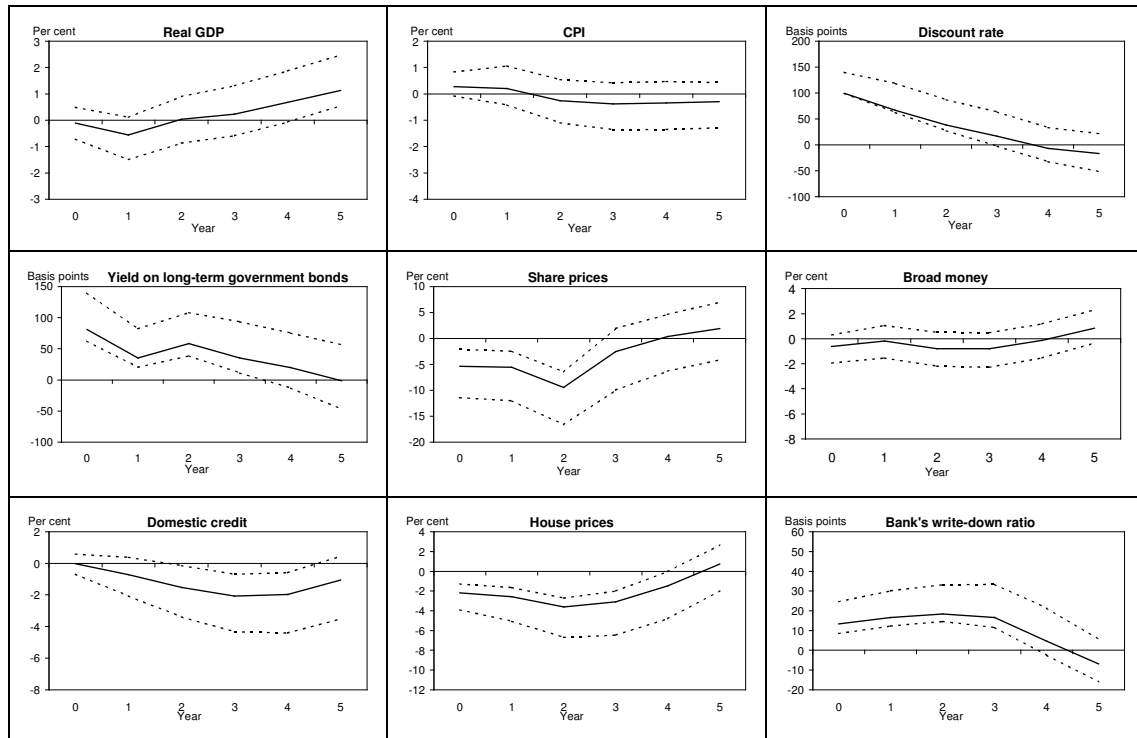 Per cent
Real GDP
3
2
1
0
-1
-2
-3
0 1 2 3 4 5
Year
Per cent
CPI
4
3
2
1
0
-1
-2
-3
-4
0 1 2 3 4 5
Year
Basis points
Discount rate
200
150
100
50
0
-50
-100
0 1 2 3 4 5
Year
Basis points
Yield on long-term government bonds
150
100
50
0
-50
-100
0 1 2 3 4 5
Year
Per cent
Share prices
10
5
0
-5
-10
-15
-20
0 1 2 3 4 5
Year
Per cent
Broad money
4
2
0
-2
-4
-6
-8
0 1 2 3 4 5
Year
Per cent
Domestic credit
2
0
-2
-4
-6
-8
0 1 2 3 4 5
Year
Per cent
House prices
4
2
0
-2
-4
-6
-8
-10
-12
0 1 2 3 4 5
Year
Basis points
Bank's write-down ratio
60
50
40
30
20
10
0
-10
-20
0 1 2 3 4 5
Year